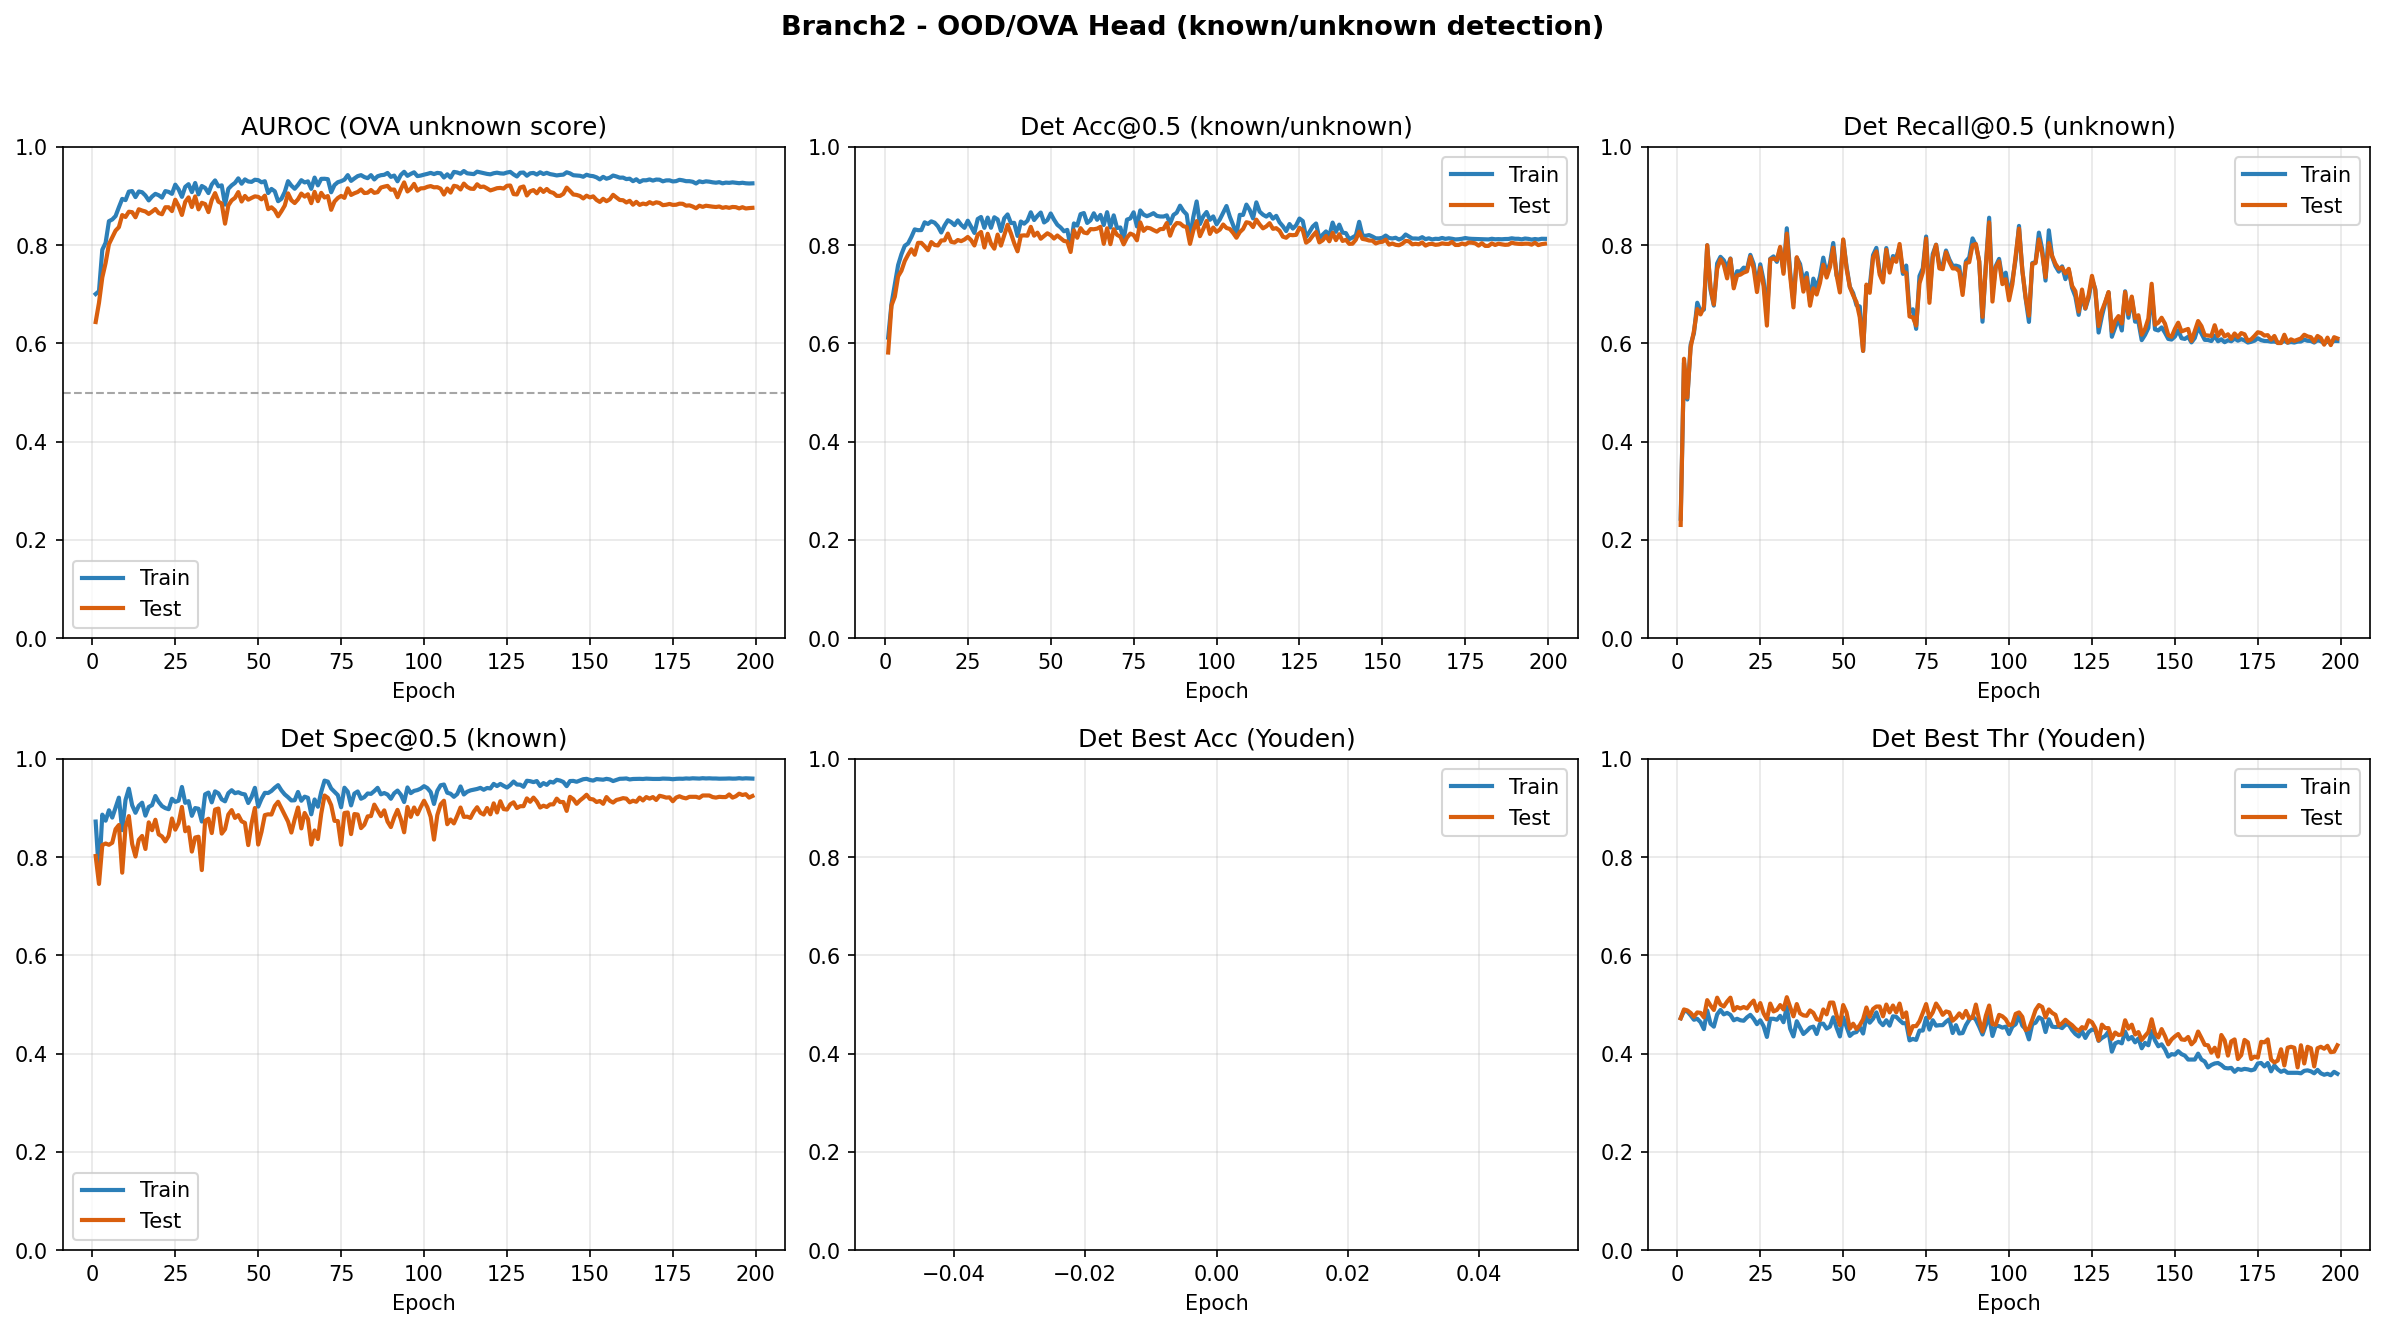 Branch2 - OOD/OVA Head (known/unknown detection)
AUROC (OVA unknown score)
1.0
0.8
0.6
0.4
0.2
0.0
Train
Test
0 25 50 75 100 125 150 175 200
Epoch
Det Acc@0.5 (known/unknown)
1.0
0.8
0.6
0.4
0.2
0.0
Train
Test
0 25 50 75 100 125 150 175 200
Epoch
Det Recall@0.5 (unknown)
1.0
0.8
0.6
0.4
0.2
0.0
Train
Test
0 25 50 75 100 125 150 175 200
Epoch
Det Spec@0.5 (known)
1.0
0.8
0.6
0.4
0.2
0.0
Train
Test
0 25 50 75 100 125 150 175 200
Epoch
Det Best Acc (Youden)
1.0
0.8
0.6
0.4
0.2
0.0
Train
Test
−0.04 −0.02 0.00 0.02 0.04
Epoch
Det Best Thr (Youden)
1.0
0.8
0.6
0.4
0.2
0.0
Train
Test
0 25 50 75 100 125 150 175 200
Epoch